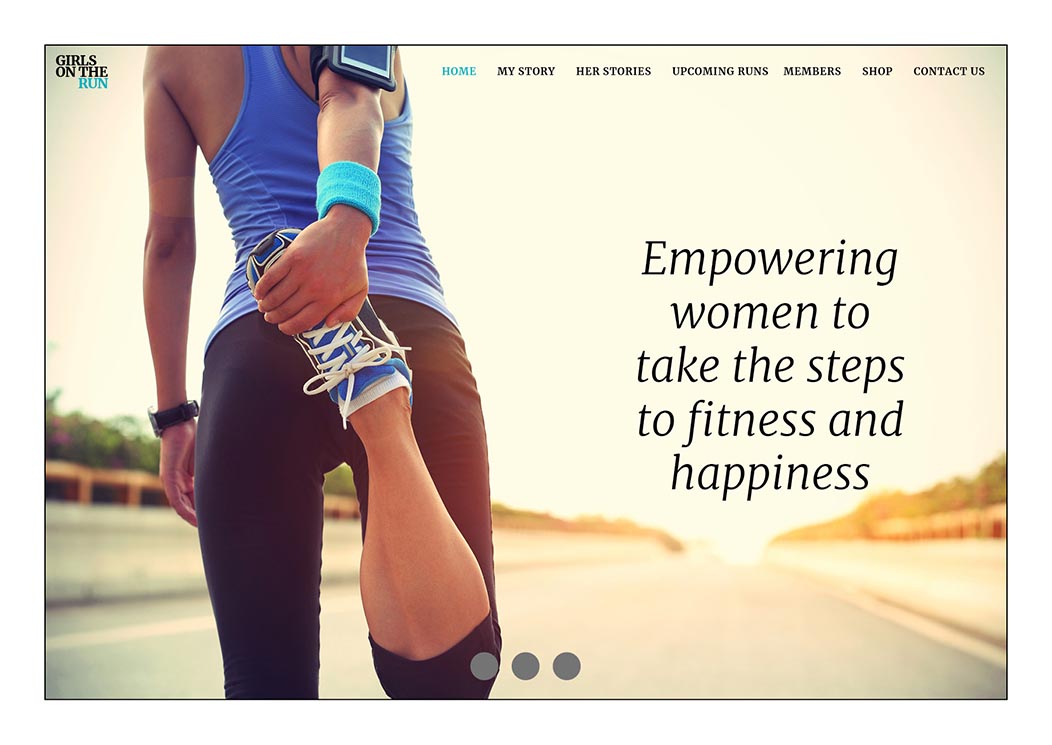 GIRLS
ON THE
RUN
HOME MY STORY HER STORIES UPCOMING RUNS MEMBERS SHOP CONTACT US
Empowering
women to
take the steps
to fitness and
happiness